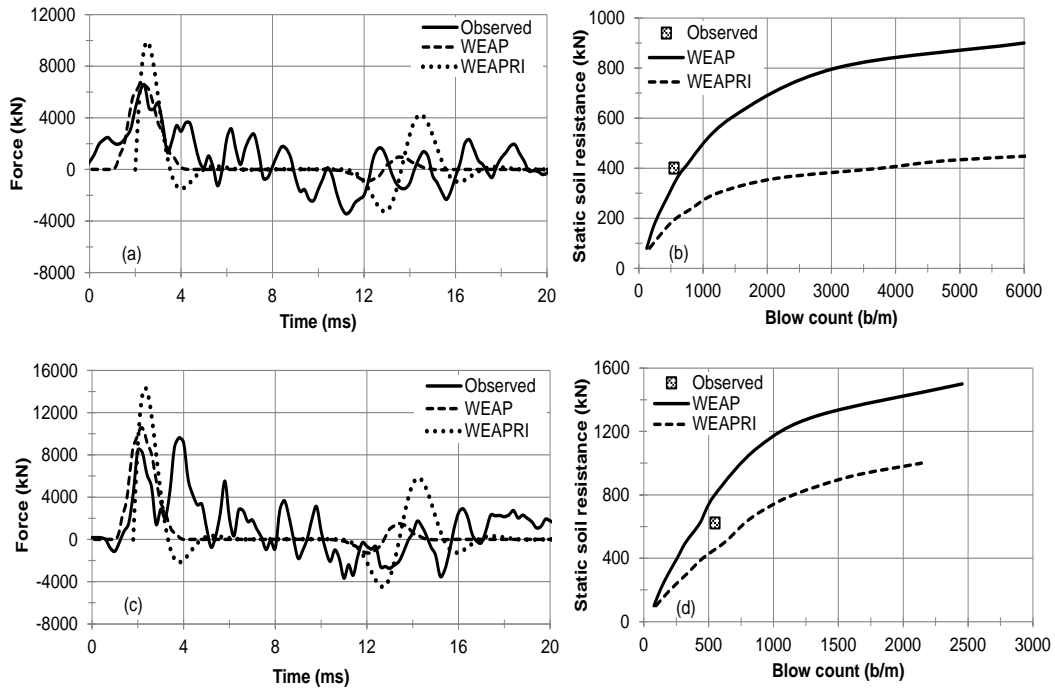 12000
8000
4000
0
-4000
-8000
Force (kN)
Observed
WEAP
WEAPRI
(a)
0 4 8 12 16 20
Time (ms)
1000
800
600
400
200
0
Static soil resistance (kN)
Observed
WEAP
WEAPRI
(b)
0 1000 2000 3000 4000 5000 6000
Blow count (b/m)
16000
12000
8000
4000
0
-4000
-8000
Force (kN)
Observed
WEAP
WEAPRI
(c)
0 4 8 12 16 20
Time (ms)
1600
1200
800
400
0
Static soil resistance (kN)
Observed
WEAP
WEAPRI
(d)
0 500 1000 1500 2000 2500 3000
Blow count (b/m)